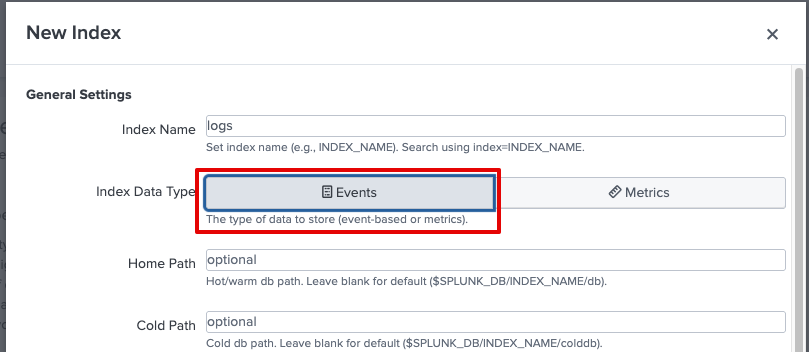 New Index
General Settings
Index Name
logs
Set index name (e.g., INDEX_NAME). Search using index=INDEX_NAME.
Index Data Type
Events
Metrics
The type of data to store (event-based or metrics).
Home Path
optional
Hot/warm db path. Leave blank for default ($SPLUNK_DB/INDEX_NAME/db).
Cold Path
optional
Cold db path. Leave blank for default ($SPLUNK_DB/INDEX_NAME/colddb).